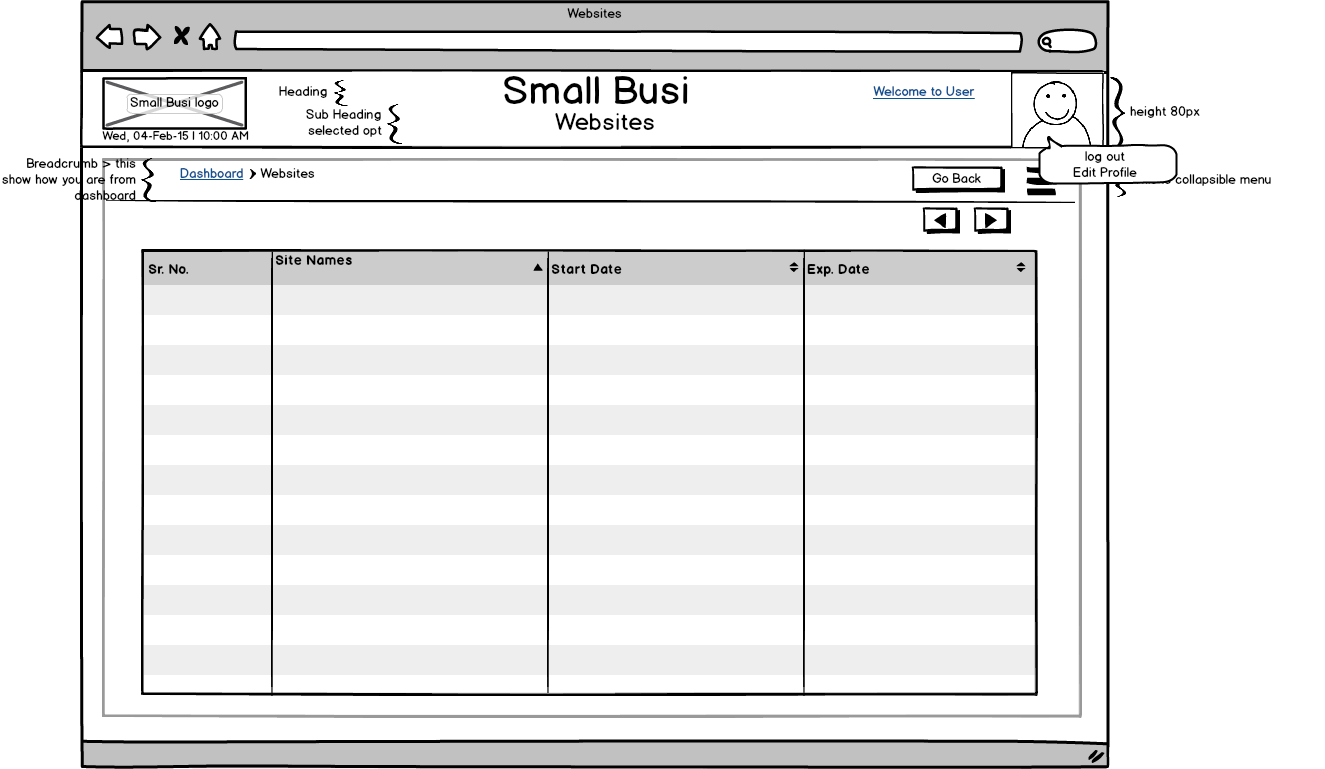 Websites
Small Busi logo
Wed, 04-Feb-15 | 10:00 AM
Heading
Sub Heading
selected opt
Small Busi
Websites
Welcome to User
height 80px
log out
Edit Profile
collapsible menu
Breadcrumb > this
show how you are from
dashboard
Dashboard
Websites
Go Back
Sr. No.
Site Names
Start Date
Exp. Date